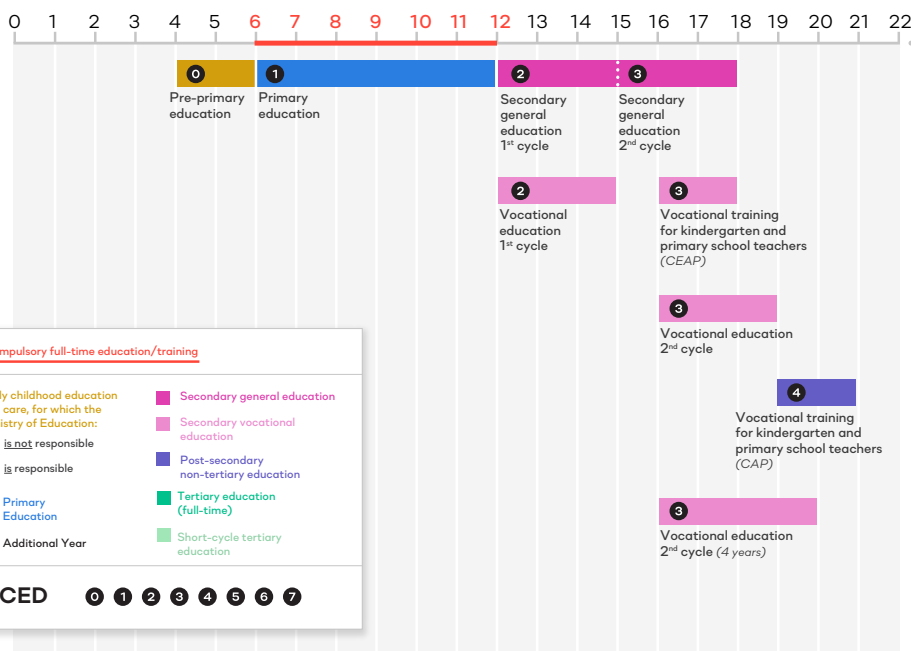 0 1 2 3 4 5 6 7 8 9 10 11 12 13 14 15 16 17 18 19 20 21 22
0 1 2 3
Pre-primary
education
Primary
education
Secondary
general
education
1st cycle
Secondary
general
education
2nd cycle
2 3
Vocational
education
1st cycle
Vocational training
for kindergarten and
primary school teachers
(CEAP)
3
Vocational education
2nd cycle
4
Vocational training
for kindergarten and
primary school teachers
(CAP)
3
Vocational education
2nd cycle (4 years)
mpulsory full-time education/training
ly childhood education
care, for which the
istry of Education:
is not responsible
is responsible
Primary
Education
Additional Year
Secondary general education
Secondary vocational
education
Post-secondary
non-tertiary education
Tertiary education
(full-time)
Short-cycle tertiary
education
CED 0 1 2 3 4 5 6 7